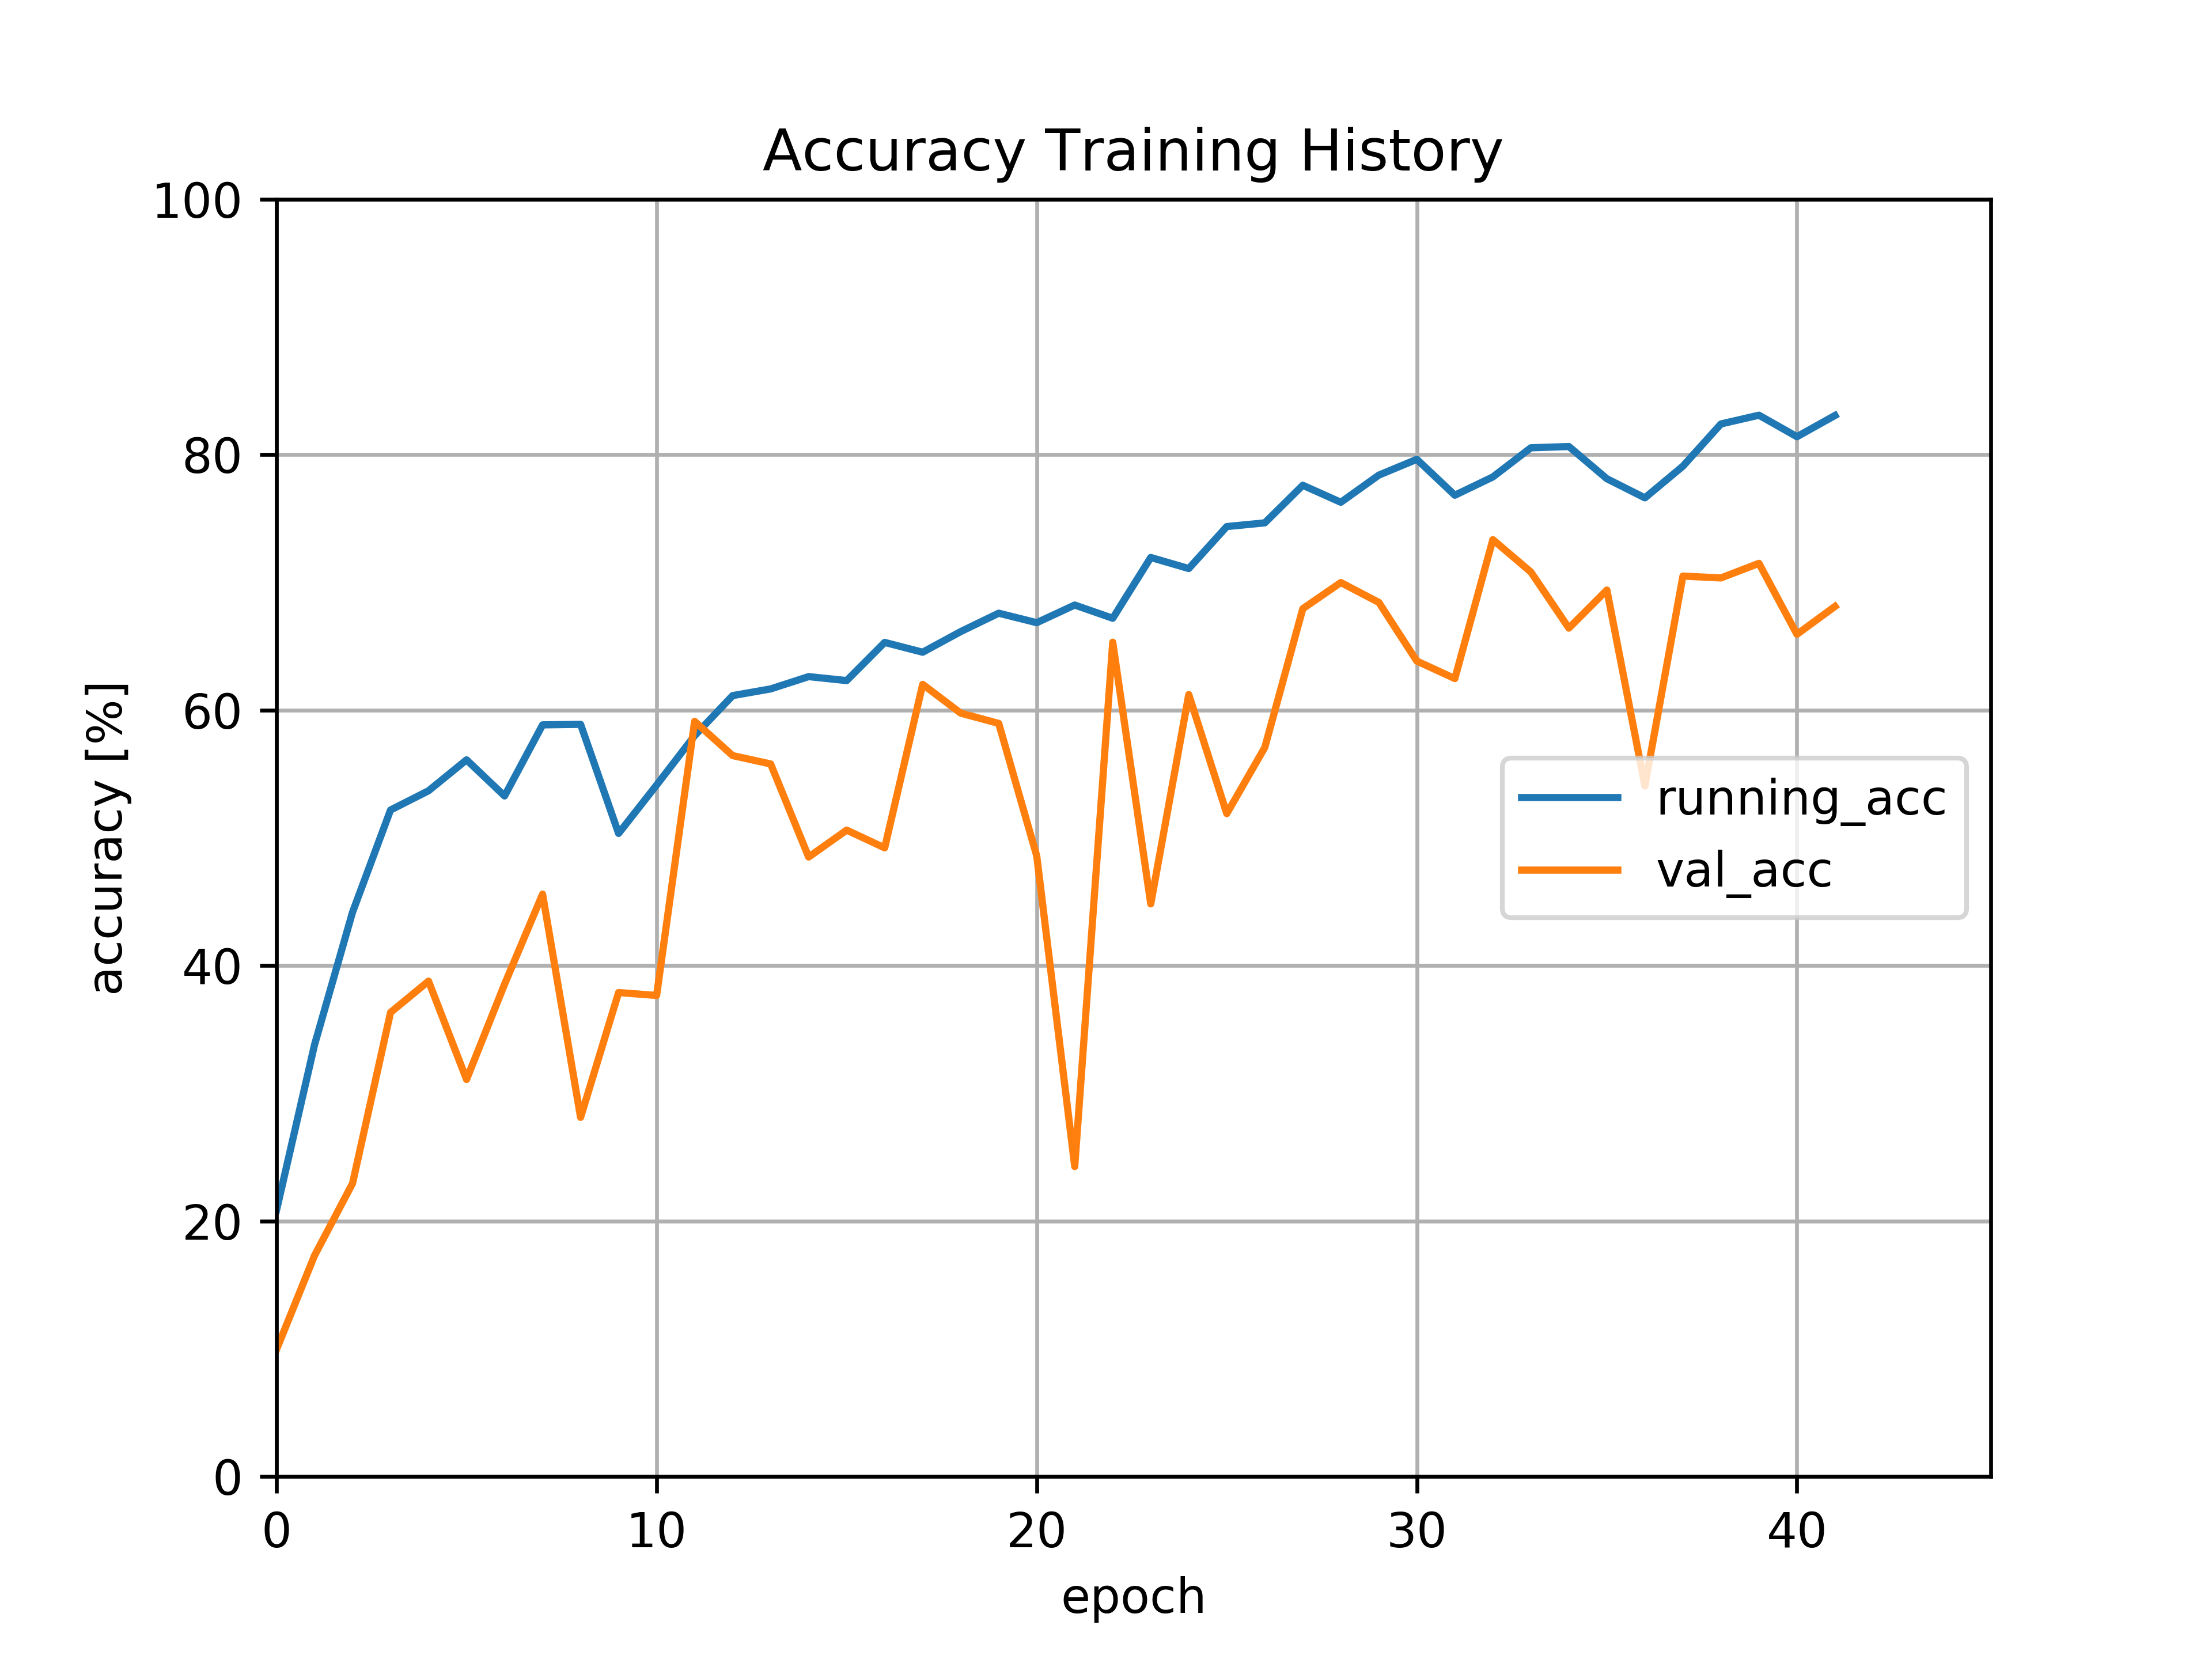 Accuracy Training History
100
80
60
40
20
0
accuracy [%]
running_acc
val_acc
0 10 20 30 40
epoch